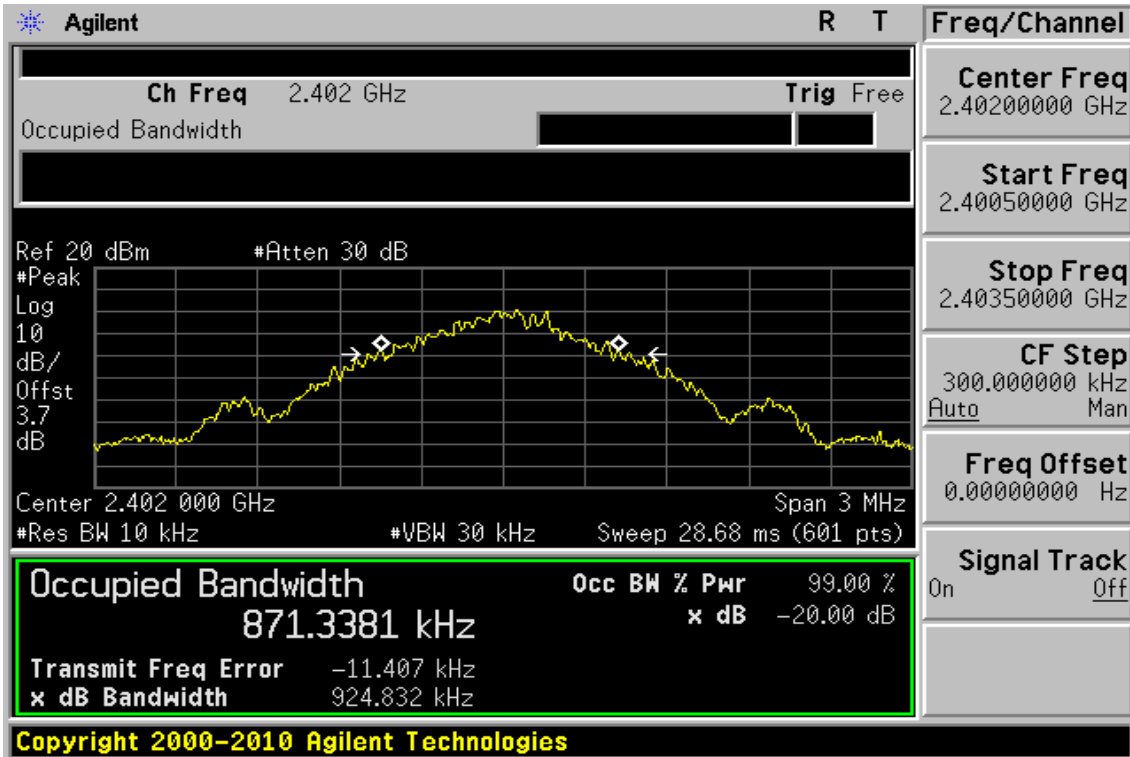 Agilent R T Freq/Channel
Ch Freq 2.402 GHz Trig Free
Occupied Bandwidth
Center Freq
2.40200000 GHz
Start Freq
2.40050000 GHz
Stop Freq
2.40350000 GHz
CF Step
300.000000 kHz
Auto Man
Freq Offset
0.00000000 Hz
Signal Track
On Off
Ref 20 dBm #Atten 30 dB
#Peak
Log
10
dB/
Offst
3.7
dB
Center 2.402 000 GHz Span 3 MHz
#Res BW 10 kHz #VBW 30 kHz Sweep 28.68 ms (601 pts)
Occupied Bandwidth Occ BW % Pwr 99.00 %
871.3381 kHz x dB -20.00 dB
Transmit Freq Error -11.407 kHz
x dB Bandwidth 924.832 kHz
Copyright 2000-2010 Agilent Technologies